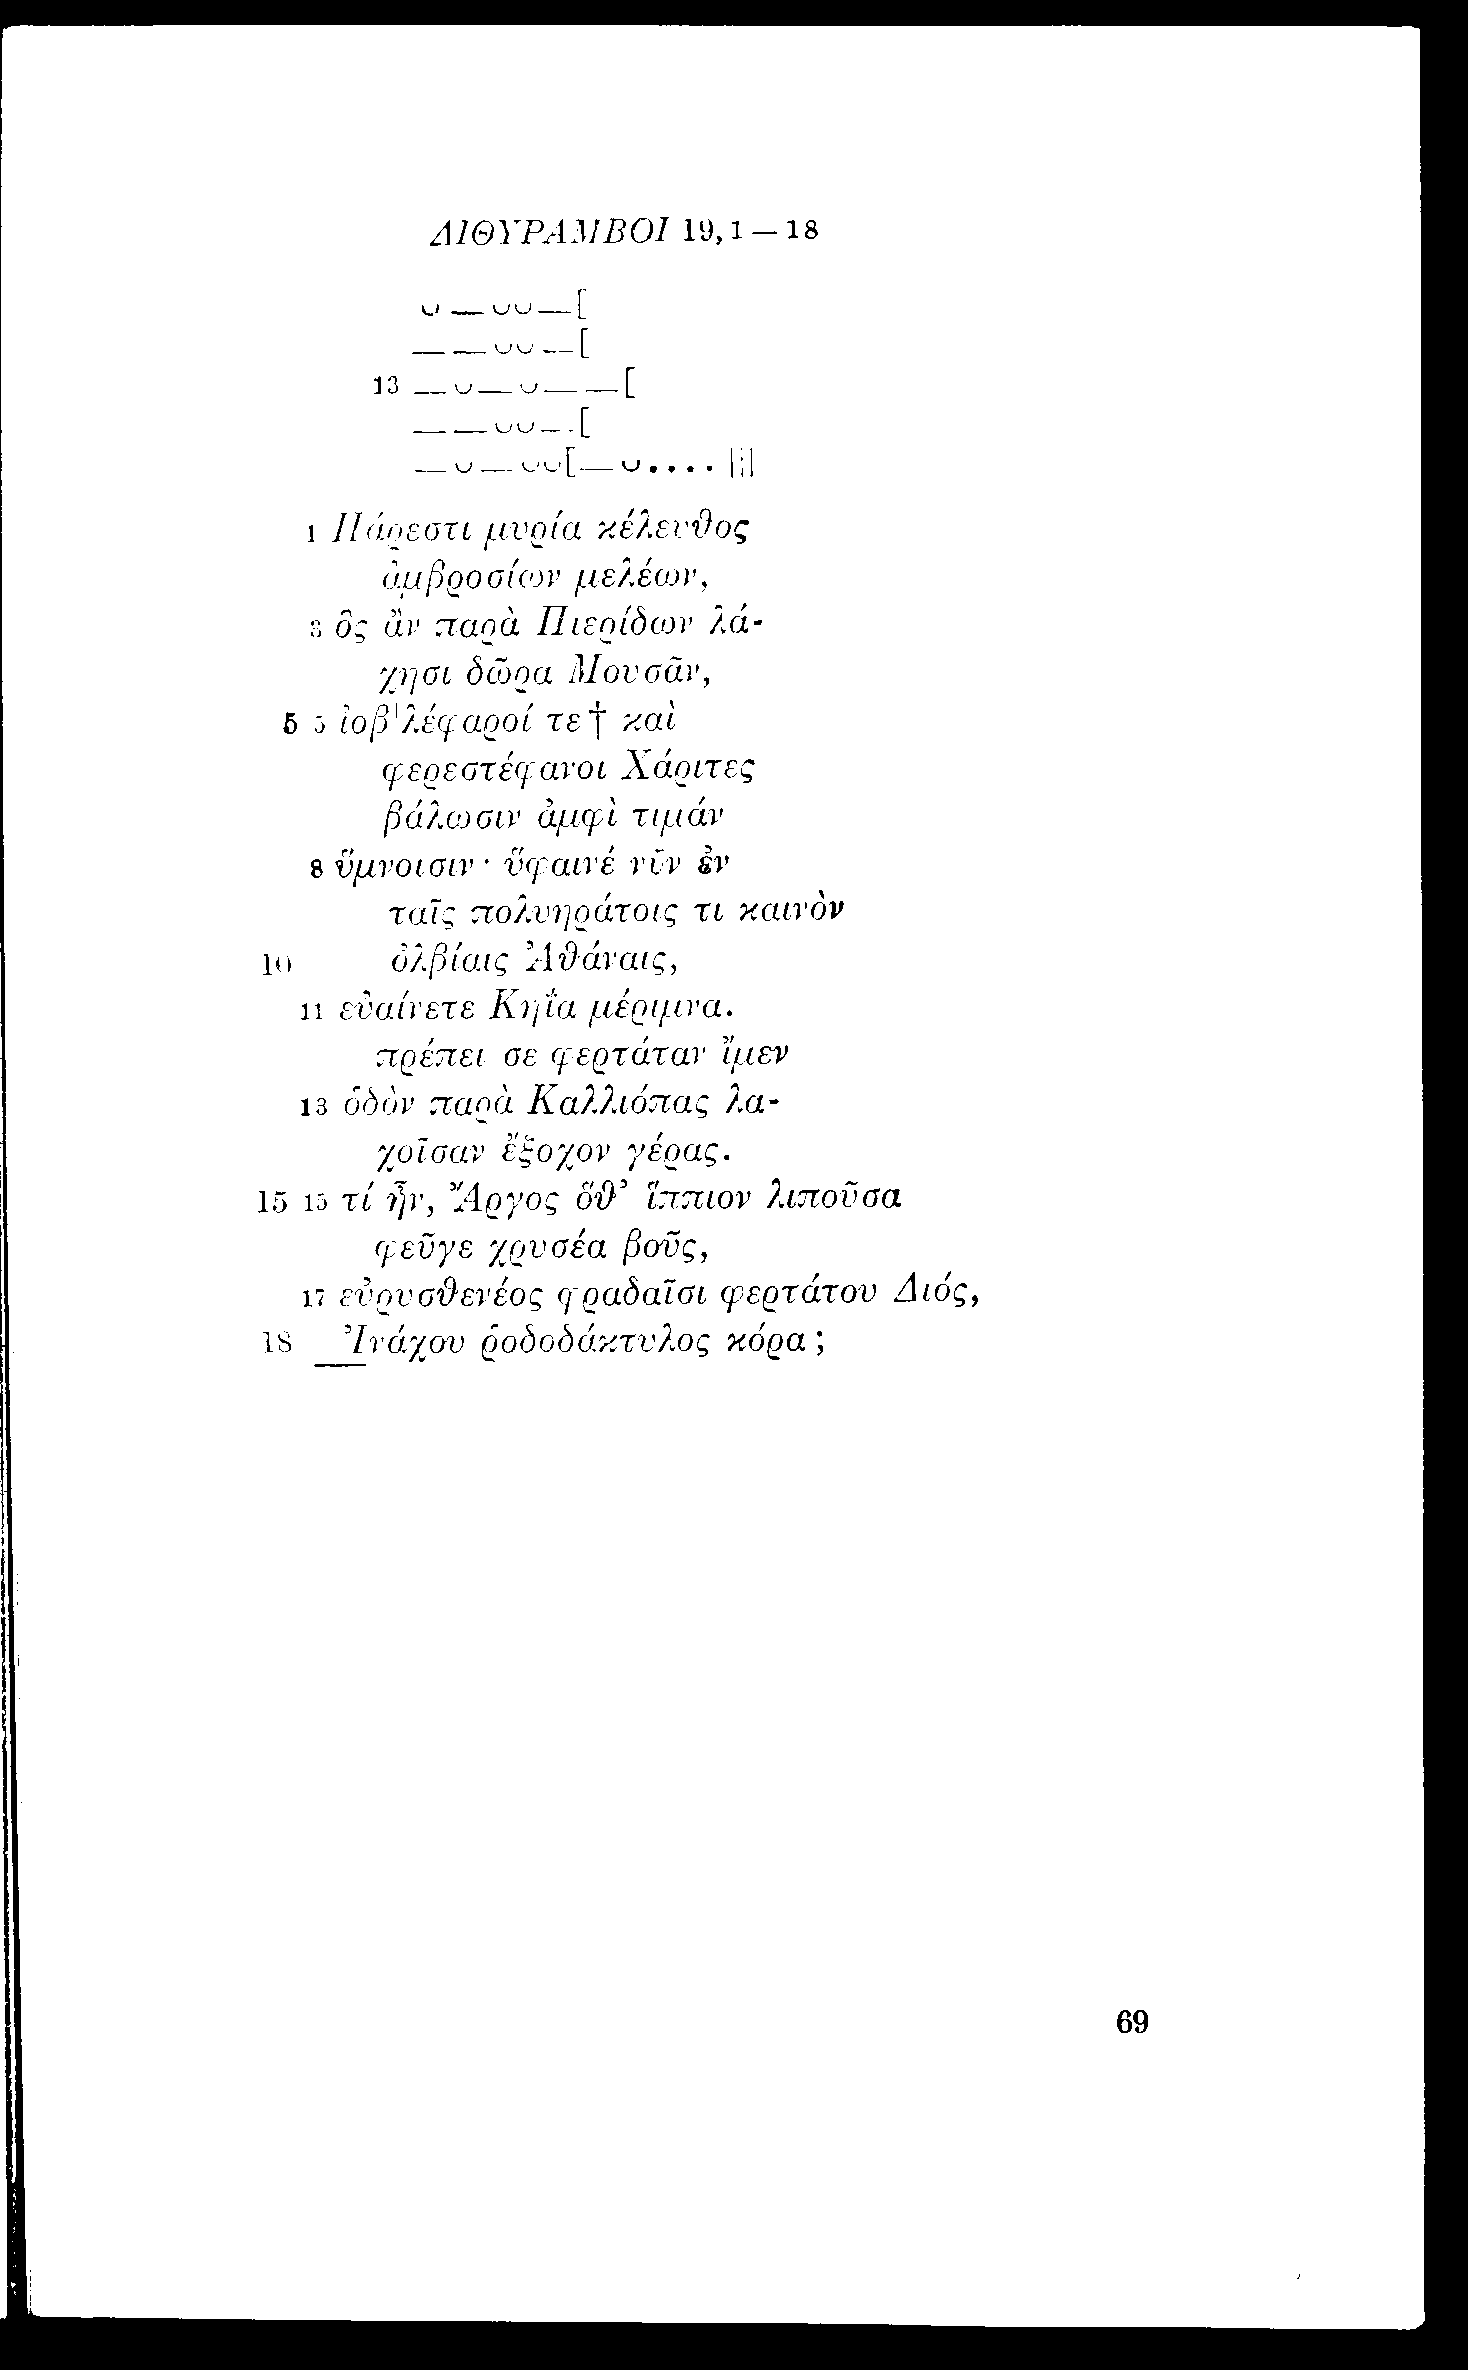 ΔΙΘΥΡΑΜΒΟΙ 19,1 — 18
⏑ — ⏑⏑ — [
— — ⏑⏑ — [
13 — ⏑ — ⏑ — — [
— — ⏑⏑ — . [
— ⏑ — ⏑⏑ [ — ⏑ . . . . |||
1 Πάρεστι μυρία κέλευθος
ἀμβροσίων μελέων,
3 ὃς ἂν παρὰ Πιερίδων λά-
χησι δῶρα Μουσᾶν,
5 5 ἰοβ'λέφαροί τε† καὶ
φερεστέφανοι Χάριτες
βάλωσιν ἀμφὶ τιμάν
8 ὕμνοισιν· ὕφαινέ νῦν ἐν
ταῖς πολυηράτοις τι καινὸν
10 ὀλβίαις Ἀθάναις,
11 εὐαίνετε Κηΐα μέριμνα.
πρέπει σε φερτάταν ἴμεν
13 ὁδὸν παρὰ Καλλιόπας λα-
χοῖσαν ἔξοχον γέρας.
15 15 τί ἦν, Ἄργος ὅθ' ἵππιον λιποῦσα
φεῦγε χρυσέα βοῦς,
17 εὐρυσθενέος φραδαῖσι φερτάτου Διός,
18 Ἰνάχου ῥοδοδάκτυλος κόρα;
69